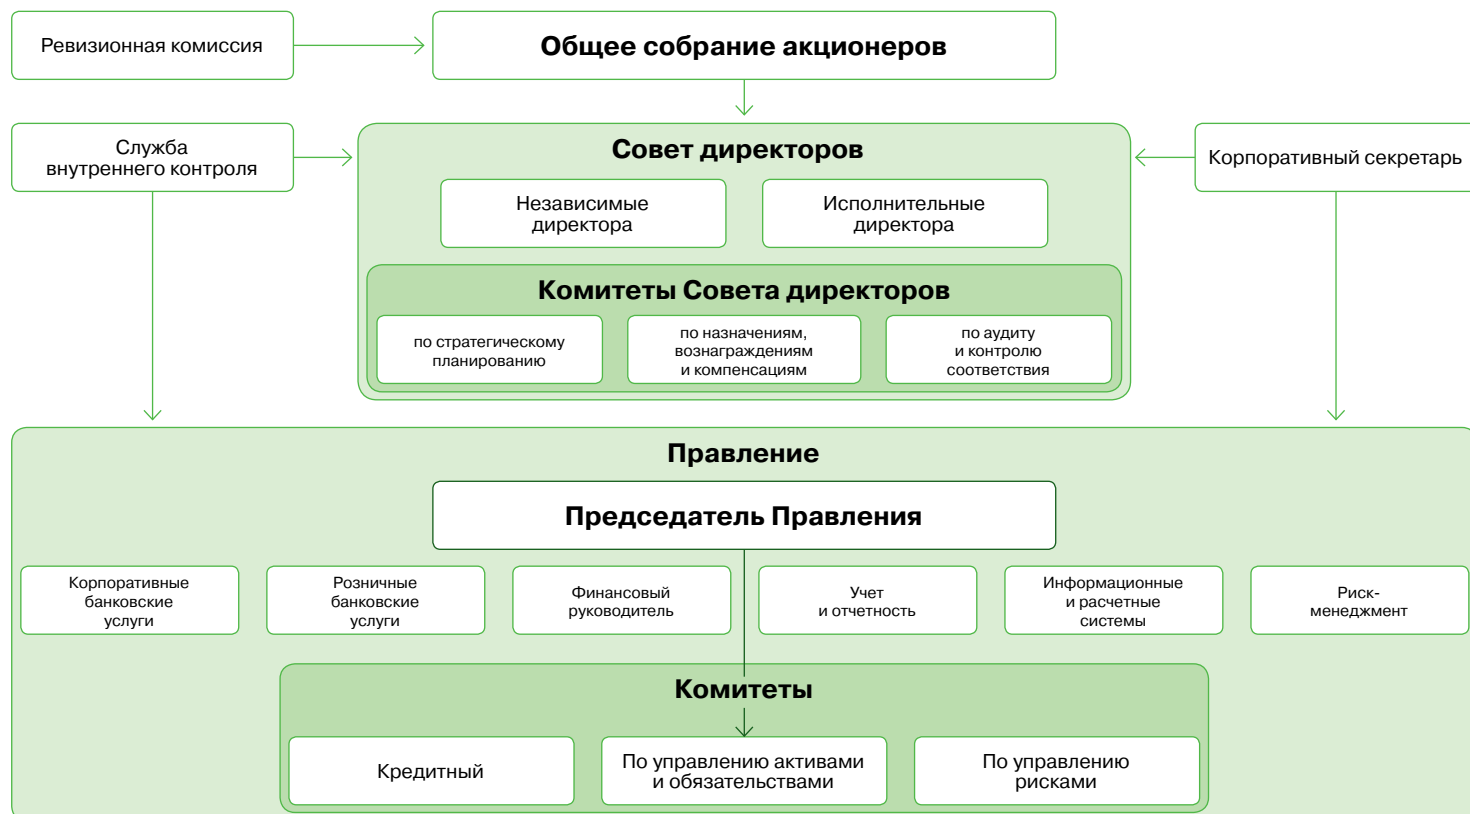 Ревизионная комиссия
Общее собрание акционеров
Служба
внутреннего контроля
Совет директоров
Корпоративный секретарь
Независимые
директора
Исполнительные
директора
Комитеты Совета директоров
по стратегическому
планированию
по назначениям,
вознаграждениям
и компенсациям
по аудиту
и контролю
соответствия
Правление
Председатель Правления
Корпоративные
банковские
услуги
Розничные
банковские
услуги
Финансовый
руководитель
Учет
и отчетность
Информационные
и расчетные
системы
Риск-
менеджмент
Комитеты
Кредитный
По управлению активами
и обязательствами
По управлению
рисками